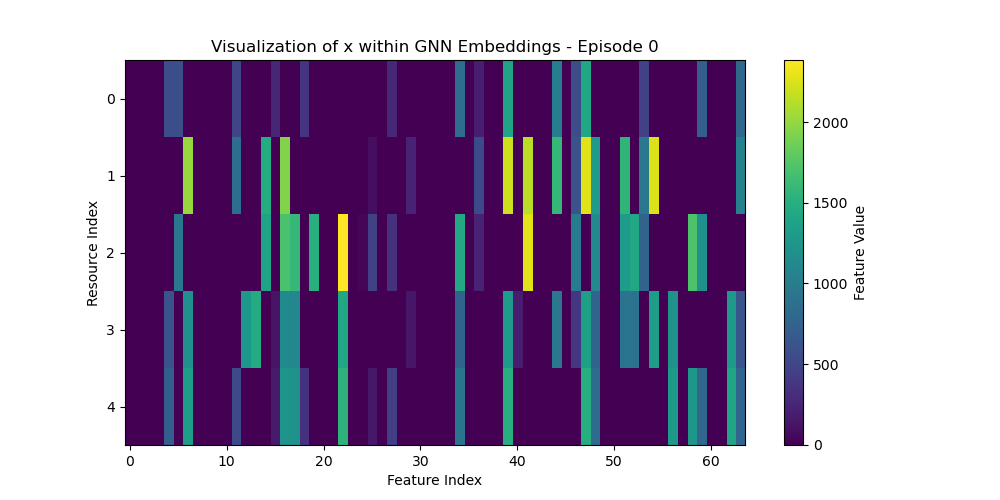 Visualization of x within GNN Embeddings - Episode 0
0
1
2
3
4
Resource Index
0 10 20 30 40 50 60
Feature Index
2000
1500
1000
500
0
Feature Value